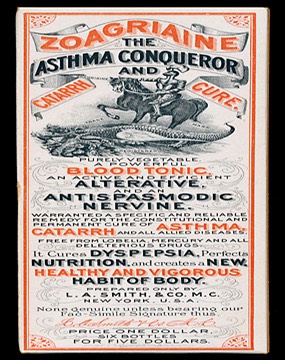 ZOAGRIAINE
THE
ASTHMA CONQUEROR
AND
CATARRH CURE.
PURELY VEGETABLE
A POWERFUL
BLOOD TONIC,
AN ACTIVE AND EFFICIENT
ALTERATIVE,
AND AN
ANTISPASMODIC
NERVINE.
WARRANTED A SPECIFIC AND RELIABLE
REMEDY FOR THE CONSTITUTIONAL AND
PERMANENT CURE OF ASTHMA
CATARRH AND ALL ALLIED DISEASES.
FREE FROM LOBELIA, MERCURY AND ALL
DELETERIOUS DRUGS.
It Cures DYSPEPSIA, Perfects
NUTRITION, and creates a NEW,
HEALTHY AND VIGOROUS
HABIT OF BODY.
PREPARED ONLY BY
L. A. SMITH, & CO. M. C.
NEW YORK. U.S.A.
None genuine unless bearing our
Fac-Simile Signature thus
PRICE ONE DOLLAR,
SIX BOTTLES
FOR FIVE DOLLARS.